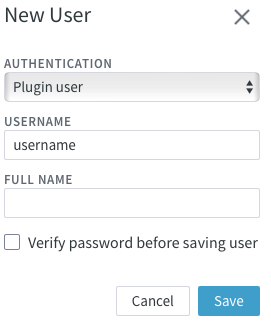 New User
AUTHENTICATION
Plugin user
USERNAME
username
FULL NAME
Verify password before saving user
Cancel
Save